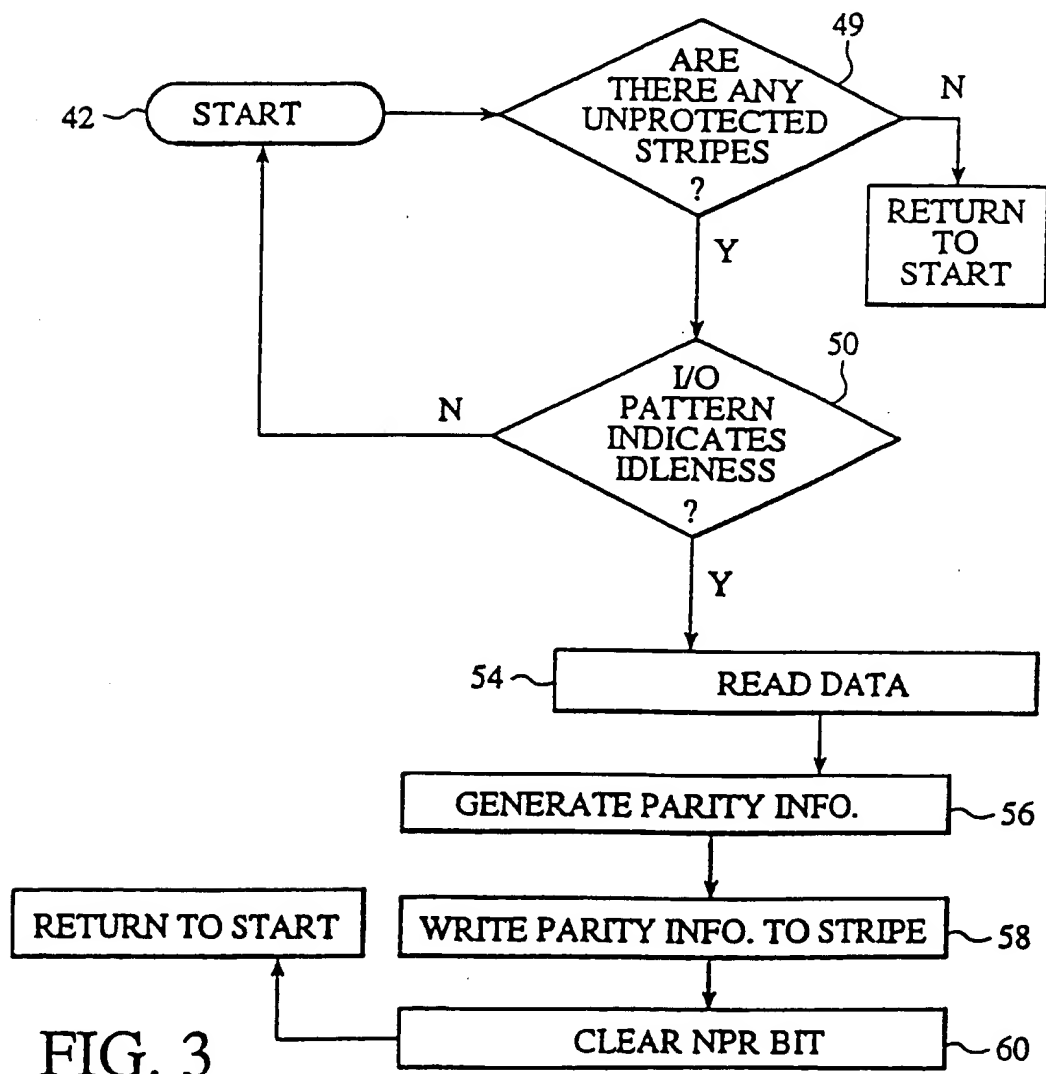 49
ARE
THERE ANY
UNPROTECTED
STRIPES
?
N
42
START
RETURN
TO
START
Y
50
I/O
PATTERN
INDICATES
IDLENESS
?
N
Y
54
READ DATA
GENERATE PARITY INFO.
56
RETURN TO START
WRITE PARITY INFO. TO STRIPE
58
CLEAR NPR BIT
60
FIG. 3